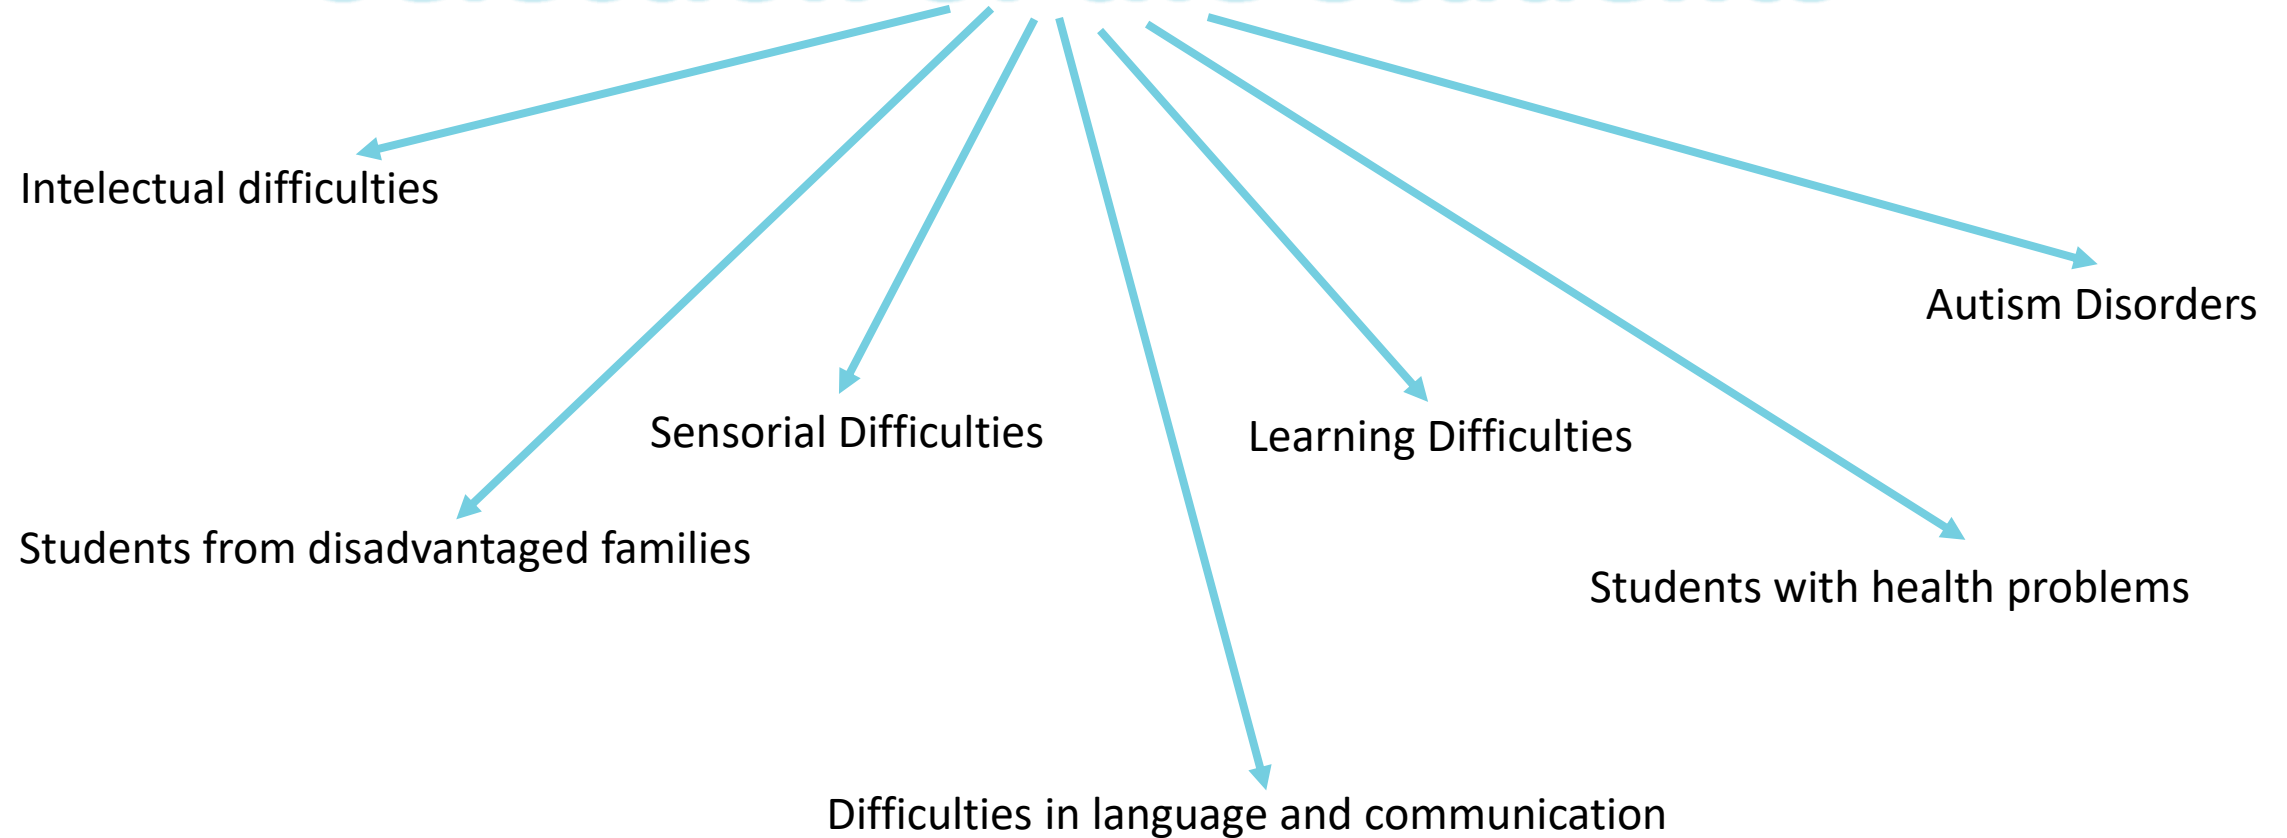 Intelectual difficulties
Autism Disorders
Sensorial Difficulties
Learning Difficulties
Students from disadvantaged families
Students with health problems
Difficulties in language and communication